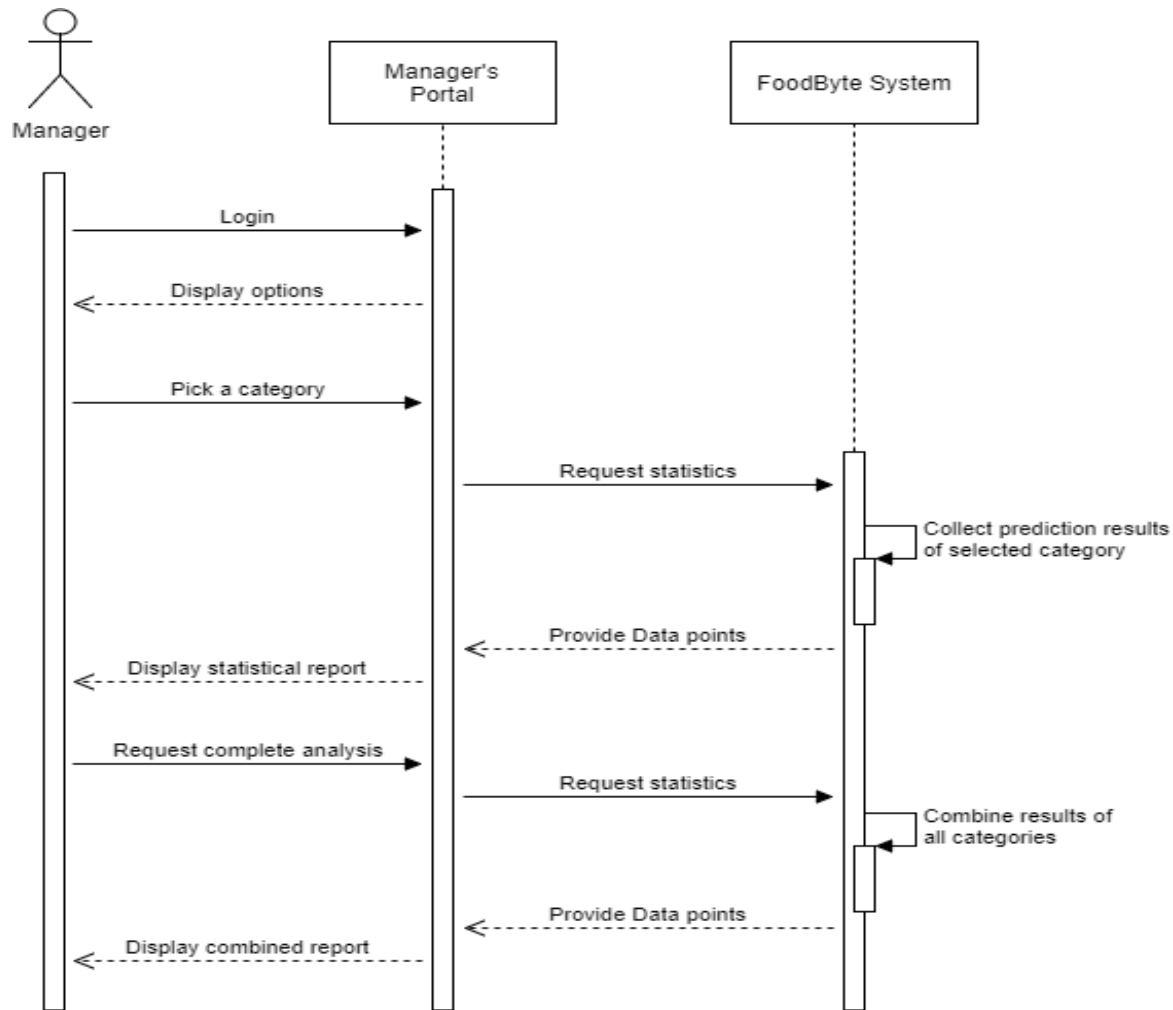 Manager's
Portal
FoodByte System
Manager
Login
Display options
Pick a category
Request statistics
Collect prediction results
of selected category
Provide Data points
Display statistical report
Request complete analysis
Request statistics
Combine results of
all categories
Provide Data points
Display combined report